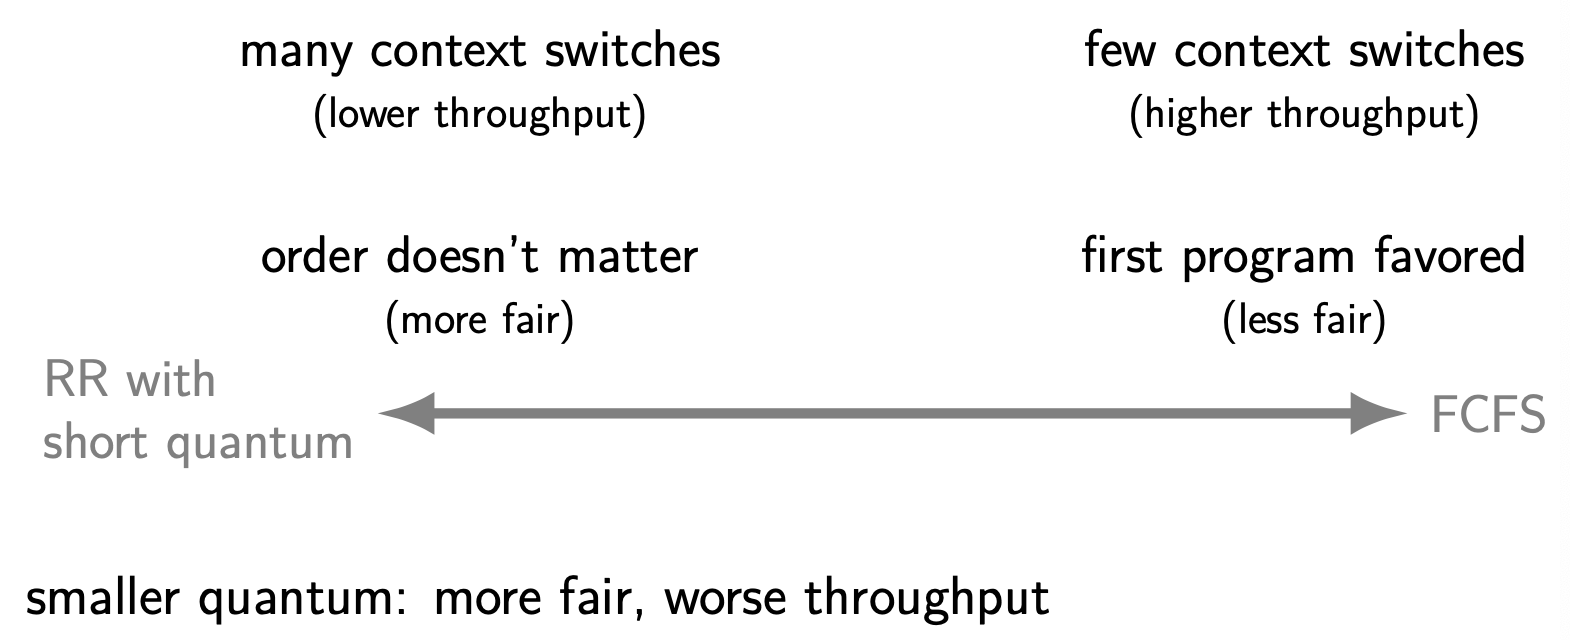 many context switches
(lower throughput)
few context switches
(higher throughput)
order doesn't matter
(more fair)
first program favored
(less fair)
RR with
short quantum
FCFS
smaller quantum: more fair, worse throughput